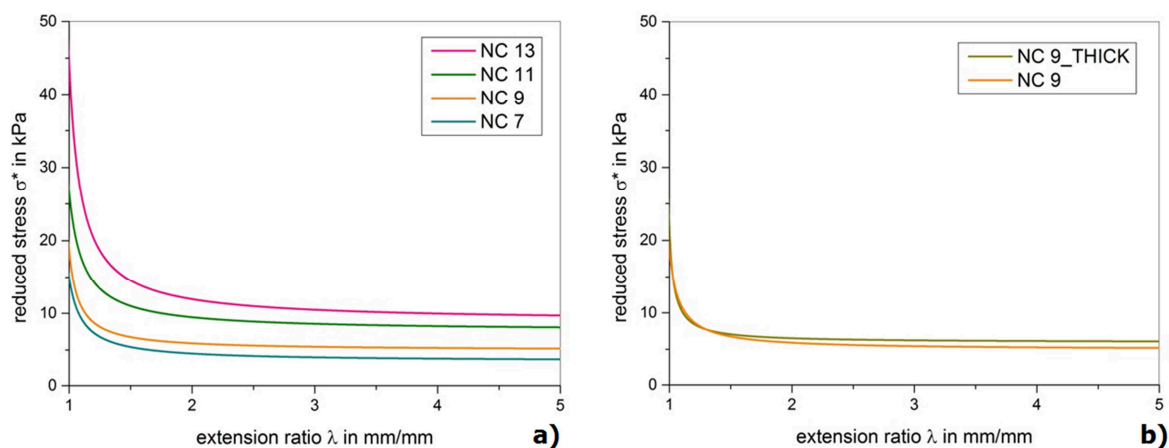 50
40
30
20
10
0
reduced stress σ* in kPa
NC 13
NC 11
NC 9
NC 7
1
2
3
4
5
extension ratio λ in mm/mm
a)
50
40
30
20
10
0
reduced stress σ* in kPa
NC 9_THICK
NC 9
1
2
3
4
5
extension ratio λ in mm/mm
b)